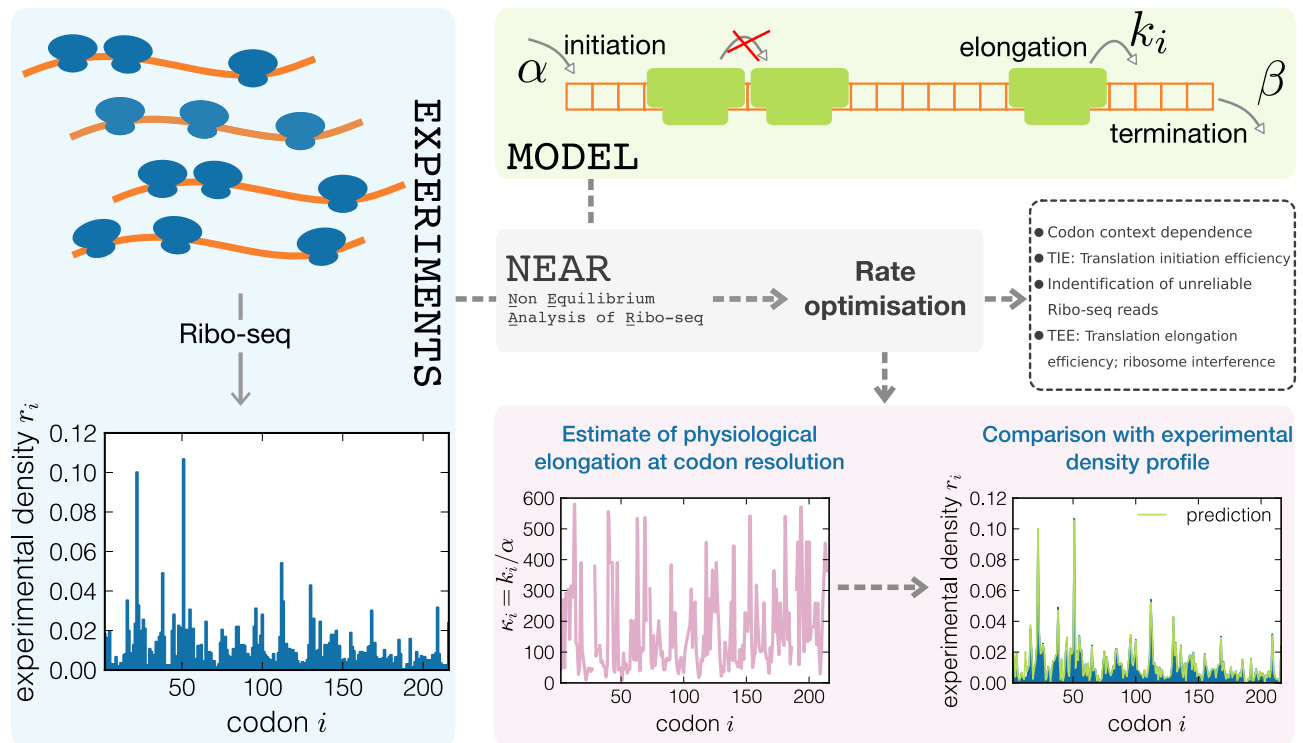 EXPERIMENTS
Ribo-seq
experimental density r_i
0.12
0.10
0.08
0.06
0.04
0.02
0.00
50
100
150
200
codon i
α
initiation
elongation
k_i
β
termination
MODEL
NEAR
Non Equilibrium
Analysis of Ribo-seq
Rate
optimisation
● Codon context dependence
● TIE: Translation initiation efficiency
● Indentification of unreliable
Ribo-seq reads
● TEE: Translation elongation
efficiency; ribosome interference
Estimate of physiological
elongation at codon resolution
κ_i = k_i/α
600
500
400
300
200
100
0
50
100
150
200
codon i
Comparison with experimental
density profile
experimental density r_i
0.12
0.10
0.08
0.06
0.04
0.02
0.00
prediction
0
50
100
150
200
codon i